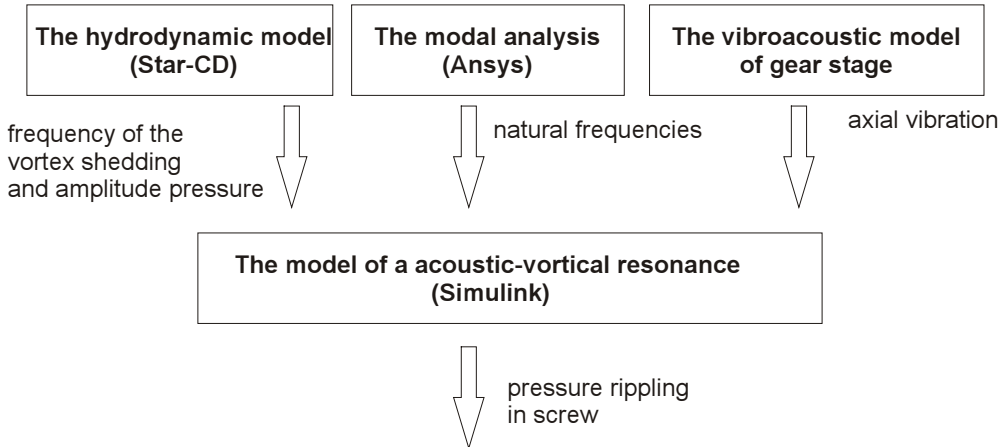 The hydrodynamic model
(Star-CD)
The modal analysis
(Ansys)
The vibroacoustic model
of gear stage
frequency of the
vortex shedding
and amplitude pressure
natural frequencies
axial vibration
The model of a acoustic-vortical resonance
(Simulink)
pressure rippling
in screw